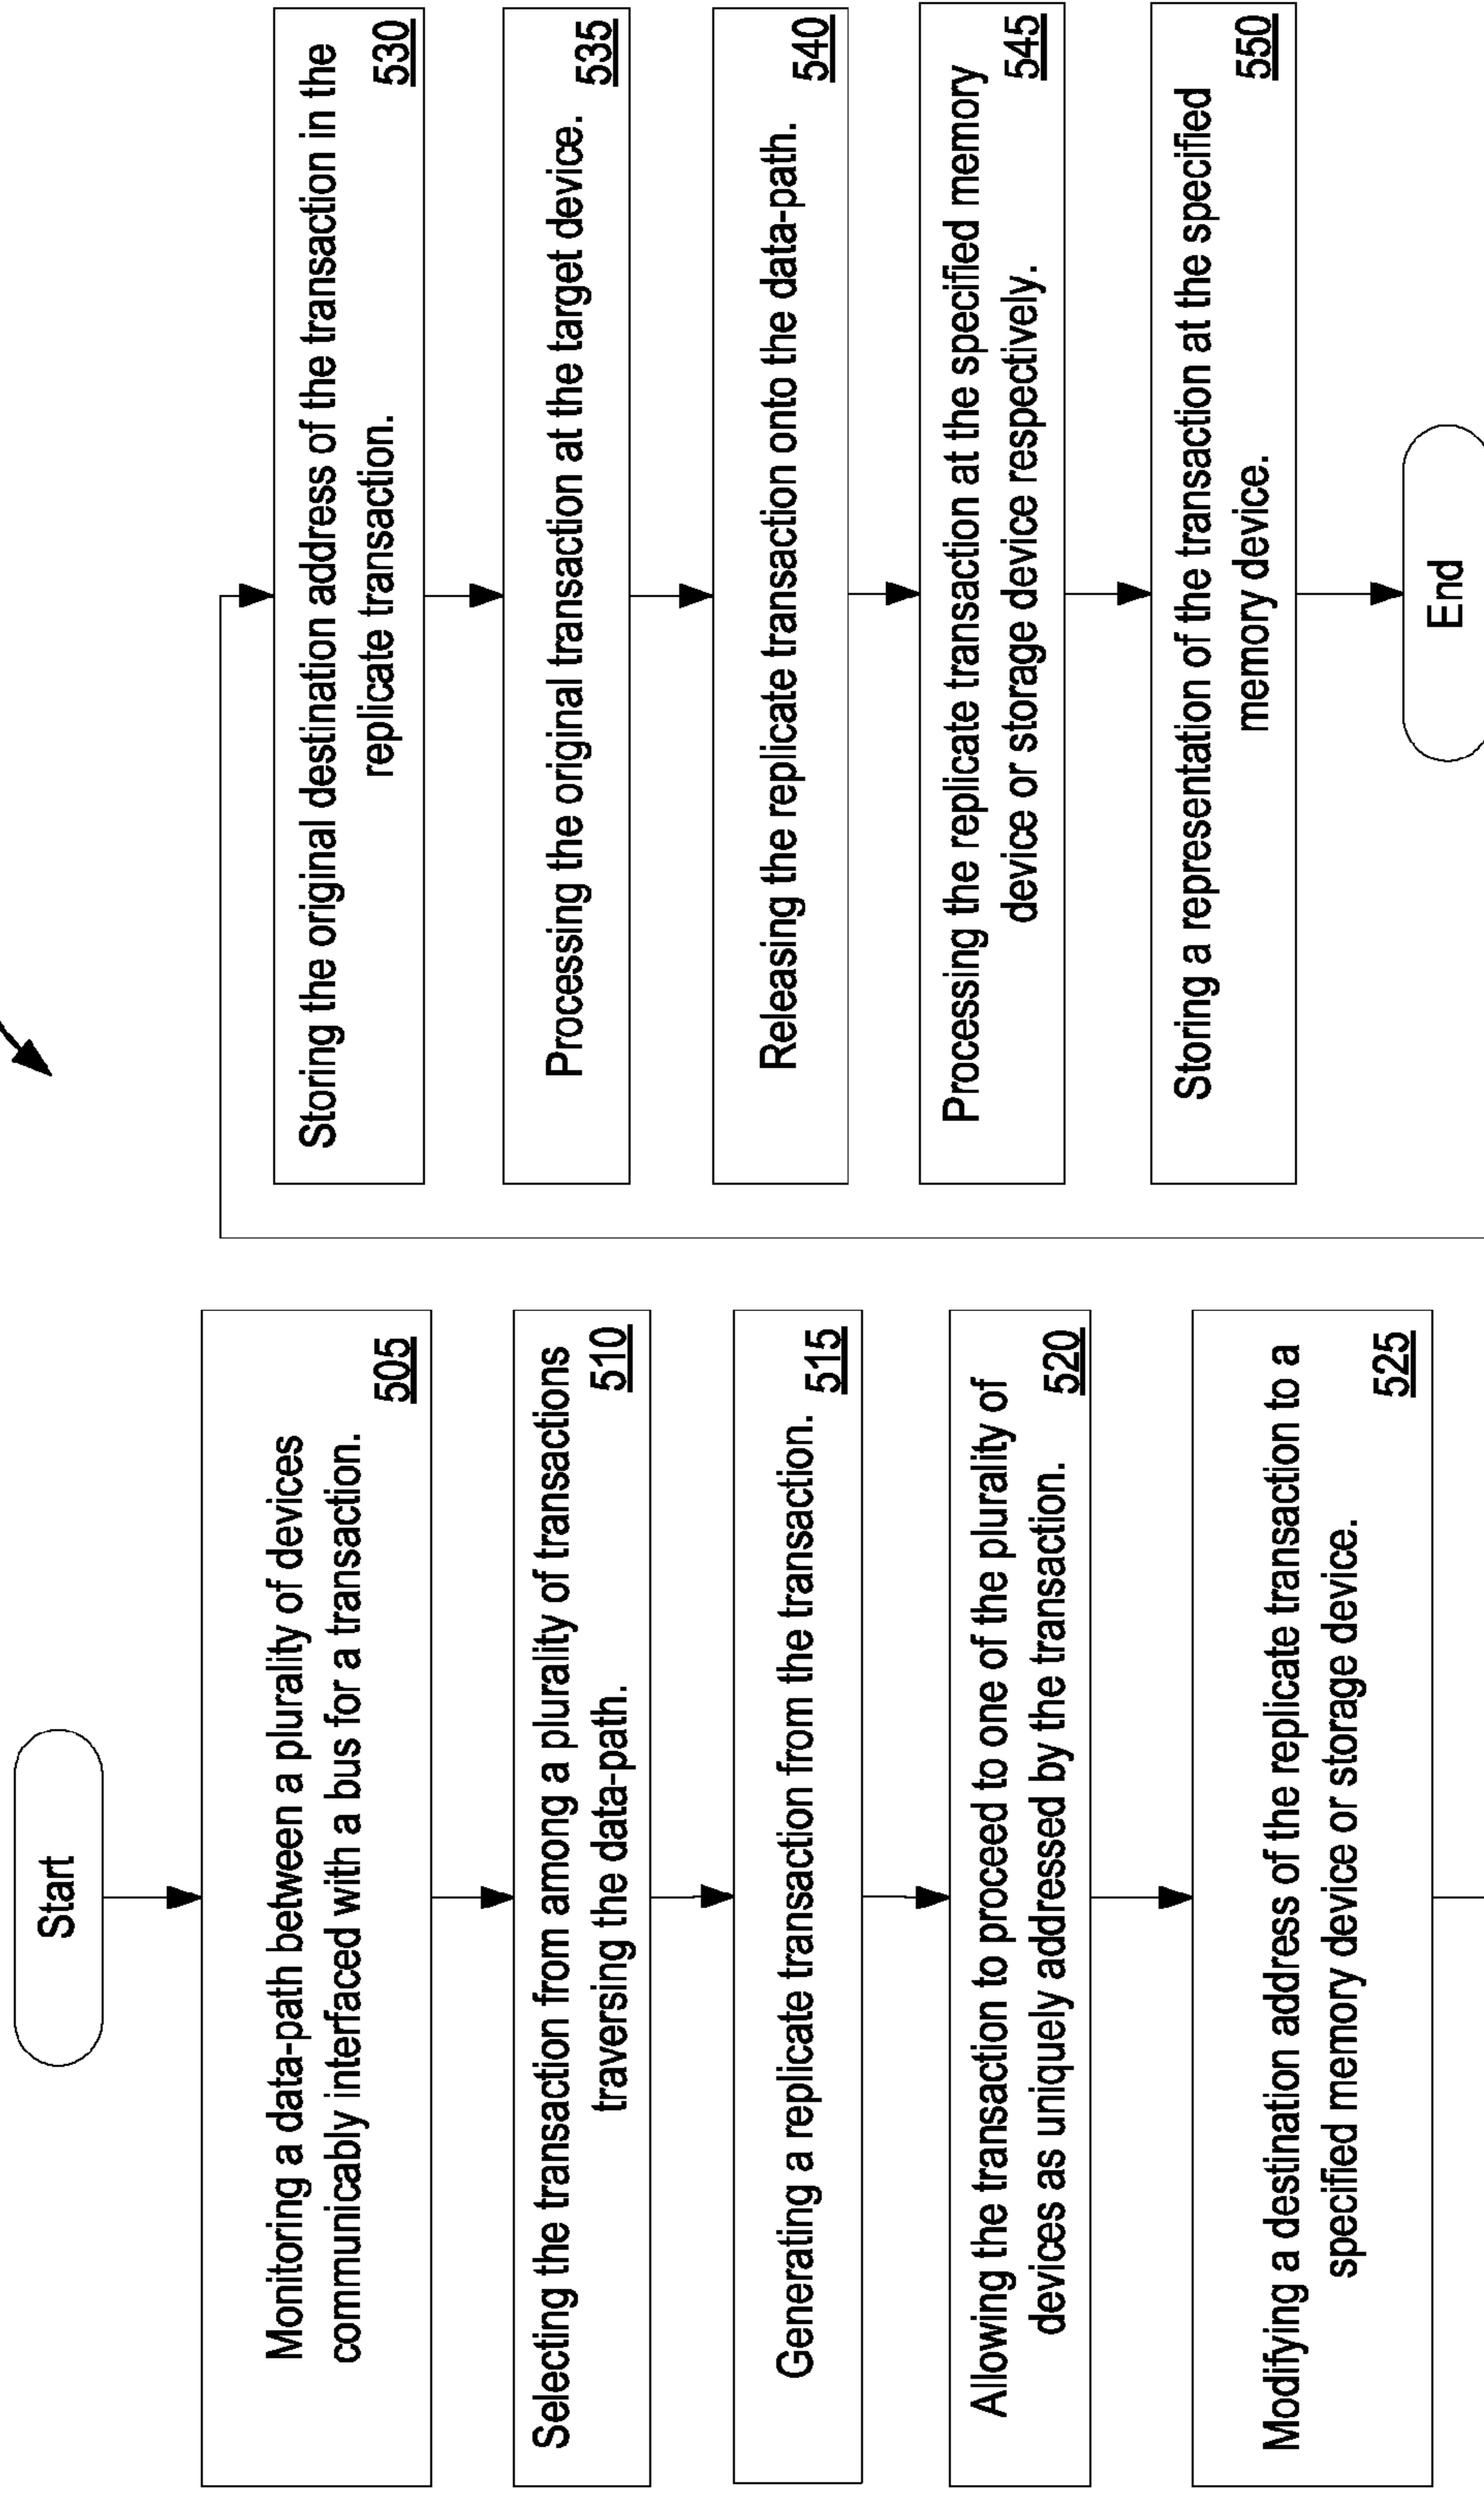 Start
Monitoring a data-path between a plurality of devices
communicably interfaced with a bus for a transaction.
505
Selecting the transaction from among a plurality of transactions
traversing the data-path.
510
Generating a replicate transaction from the transaction.
515
Allowing the transaction to proceed to one of the plurality of
devices as uniquely addressed by the transaction.
520
Modifying a destination address of the replicate transaction to a
specified memory device or storage device.
525
Storing the original destination address of the transaction in the
replicate transaction.
530
Processing the original transaction at the target device.
535
Releasing the replicate transaction onto the data-path.
540
Processing the replicate transaction at the specified memory
device or storage device respectively.
545
Storing a representation of the transaction at the specified
memory device.
550
End